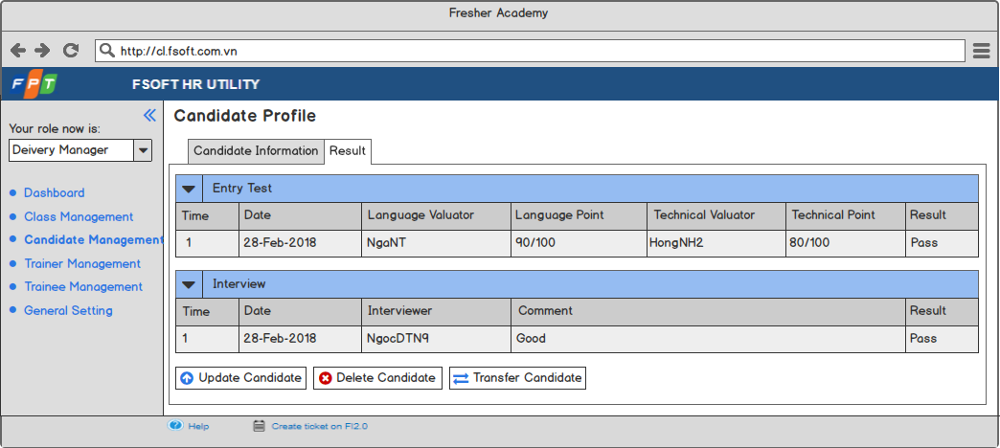 Fresher Academy
http://cl.fsoft.com.vn
FPT
FSOFT HR UTILITY
Your role now is:
Deivery Manager
Dashboard
Class Management
Candidate Management
Trainer Management
Trainee Management
General Setting
Candidate Profile
Candidate Information Result
Entry Test
Time Date Language Valuator Language Point Technical Valuator Technical Point Result
1 28-Feb-2018 NgaNT 90/100 HongNH2 80/100 Pass
Interview
Time Date Interviewer Comment Result
1 28-Feb-2018 NgocDTN9 Good Pass
Update Candidate Delete Candidate Transfer Candidate
? Help Create ticket on FI2.0